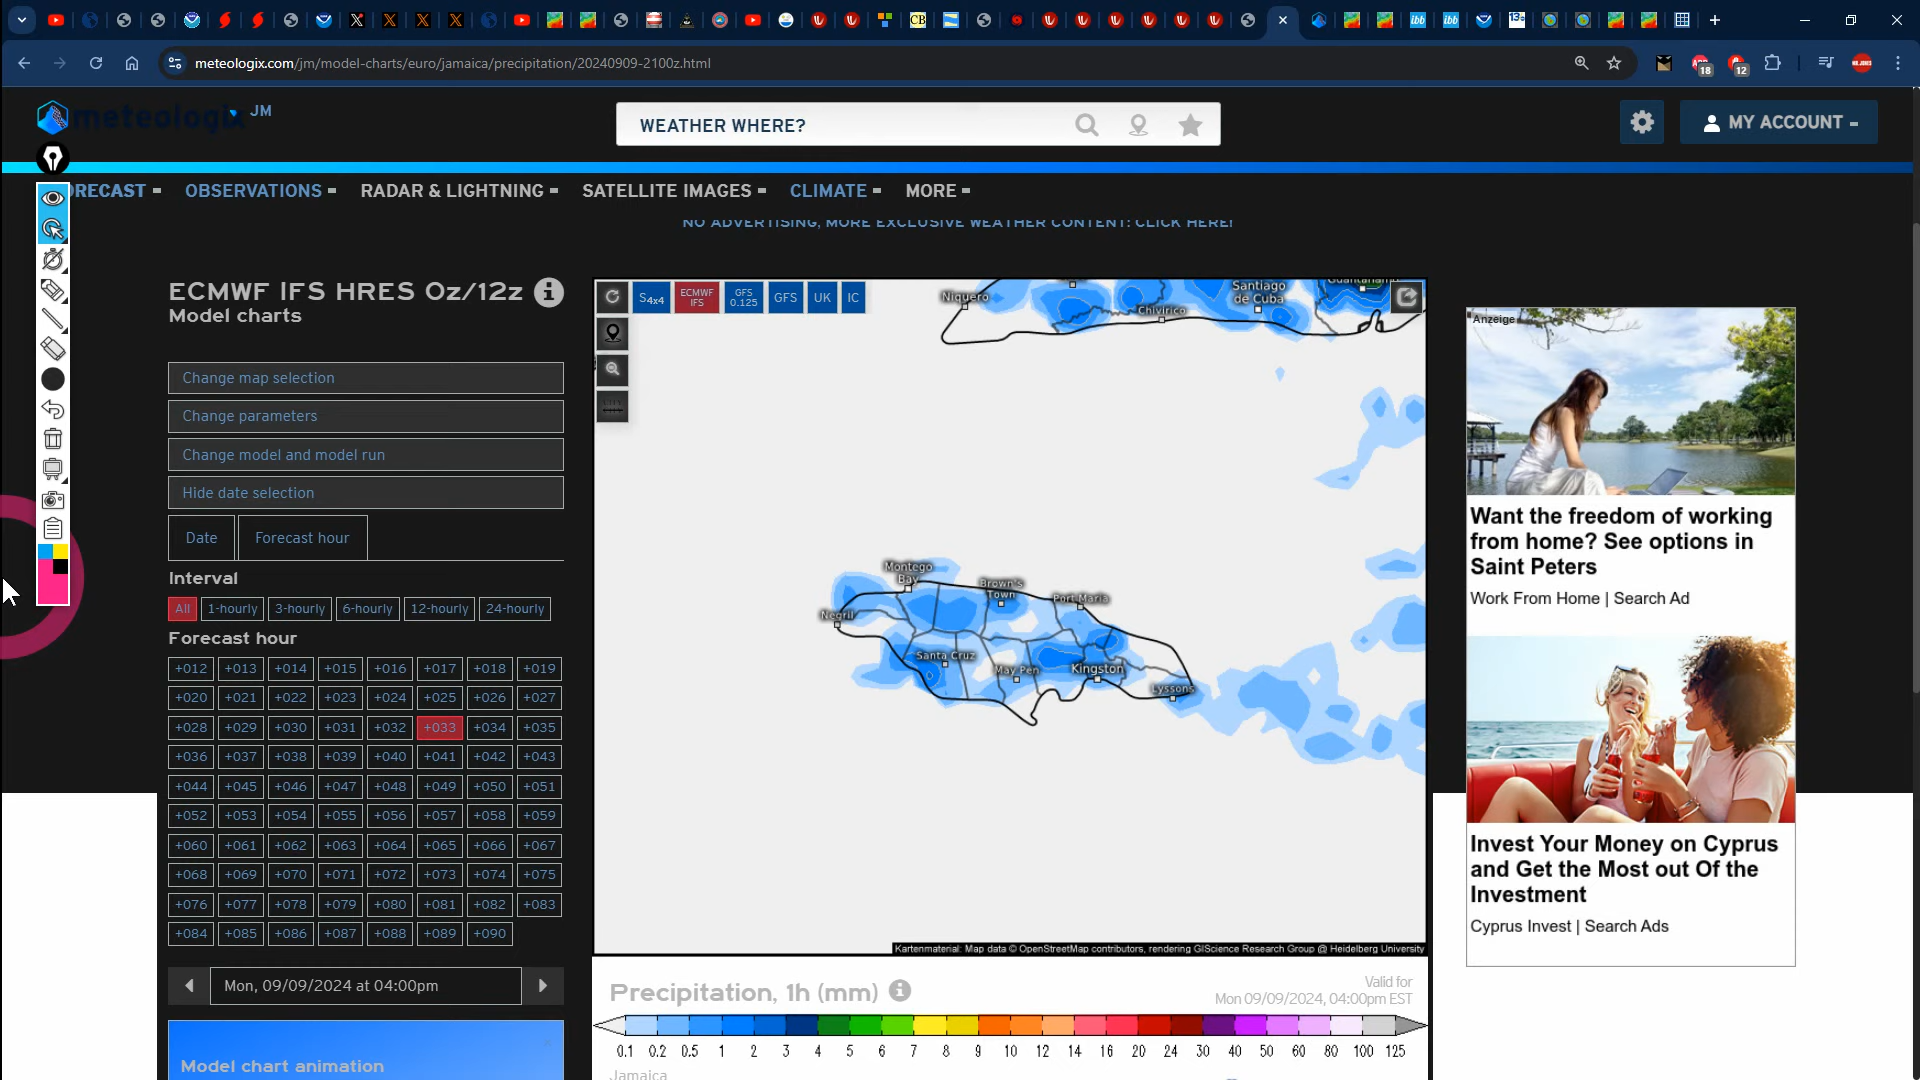 meteologix.com/jm/model-charts/euro/jamaica/precipitation/20240909-2100z.html
18
12
meteologix JM
WEATHER WHERE?
MY ACCOUNT
ORECAST
OBSERVATIONS
RADAR & LIGHTNING
SATELLITE IMAGES
CLIMATE
MORE
NO ADVERTISING, MORE EXCLUSIVE WEATHER CONTENT: CLICK HERE!
ECMWF IFS HRES 0z/12z
Model charts
Change map selection
Change parameters
Change model and model run
Hide date selection
Date
Forecast hour
Interval
All 1-hourly 3-hourly 6-hourly 12-hourly 24-hourly
Forecast hour
+012 +013 +014 +015 +016 +017 +018 +019
+020 +021 +022 +023 +024 +025 +026 +027
+028 +029 +030 +031 +032 +033 +034 +035
+036 +037 +038 +039 +040 +041 +042 +043
+044 +045 +046 +047 +048 +049 +050 +051
+052 +053 +054 +055 +056 +057 +058 +059
+060 +061 +062 +063 +064 +065 +066 +067
+068 +069 +070 +071 +072 +073 +074 +075
+076 +077 +078 +079 +080 +081 +082 +083
+084 +085 +086 +087 +088 +089 +090
Mon, 09/09/2024 at 04:00pm
Model chart animation
S4x4
ECMWF
IFS
GFS
0.125
GFS
UK
IC
Niquero
Chivirico
Santiago
de Cuba
Guantanamo
Montego
Bay
Brown's
Town
Port Maria
Negril
Santa Cruz
May Pen
Kingston
Lyssons
Kartenmaterial: Map data © OpenStreetMap contributors, rendering GIScience Research Group @ Heidelberg University
Precipitation, 1h (mm)
Valid for
Mon 09/09/2024, 04:00pm EST
0.1 0.2 0.5 1 2 3 4 5 6 7 8 9 10 12 14 16 20 24 30 40 50 60 80 100 125
Jamaica
Anzeige
Want the freedom of working
from home? See options in
Saint Peters
Work From Home | Search Ad
Invest Your Money on Cyprus
and Get the Most out Of the
Investment
Cyprus Invest | Search Ads